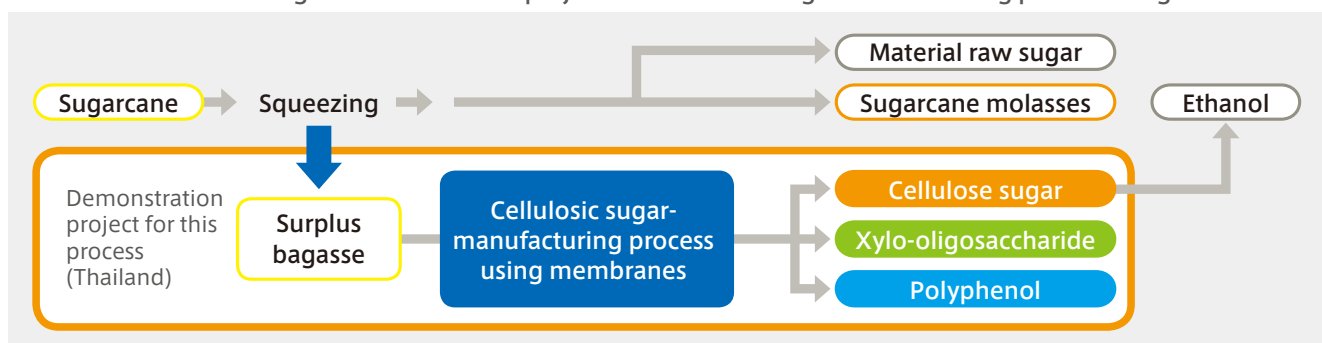 Material raw sugar
Sugarcane
Squeezing
Sugarcane molasses
Ethanol
Demonstration
project for this
process
(Thailand)
Surplus
bagasse
Cellulosic sugar-
manufacturing process
using membranes
Cellulose sugar
Xylo-oligosaccharide
Polyphenol